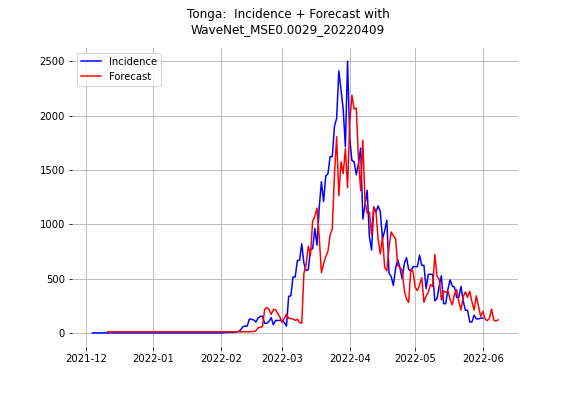 Tonga: Incidence + Forecast with
WaveNet_MSE0.0029_20220409
Incidence
Forecast
2500
2000
1500
1000
500
0
2021-12 2022-01 2022-02 2022-03 2022-04 2022-05 2022-06